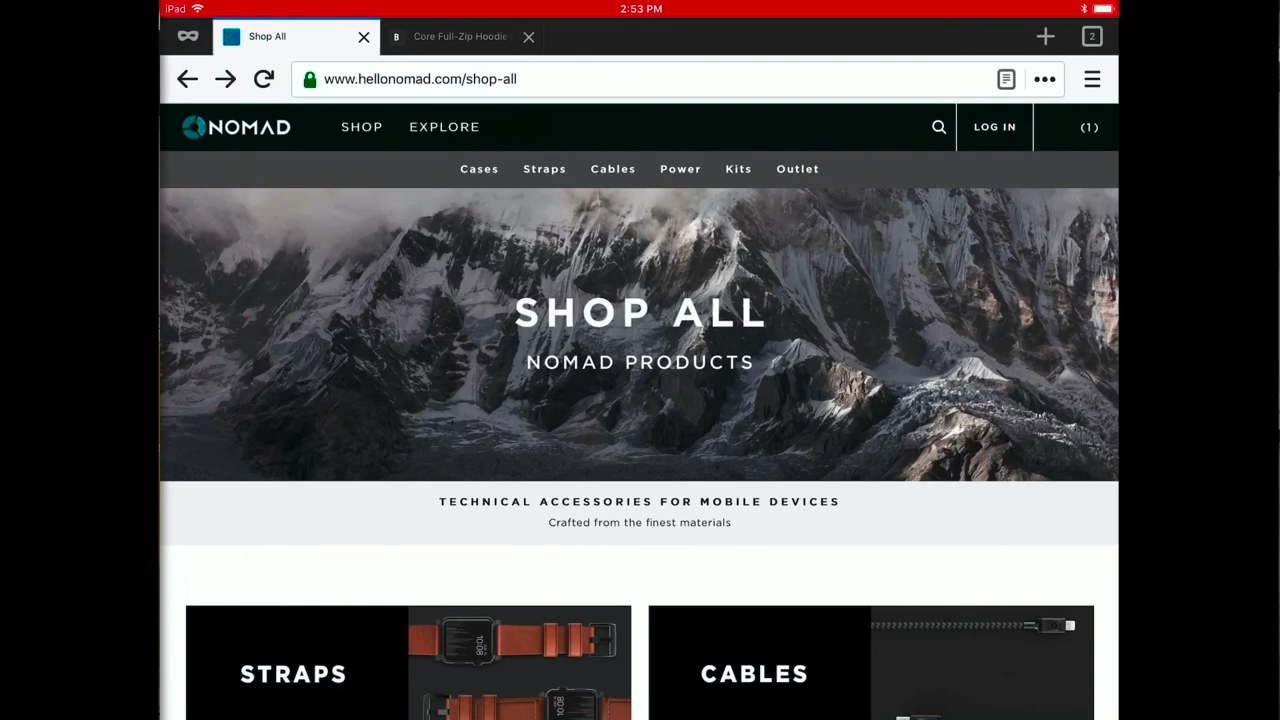 iPad
2:53 PM
Shop All
B Core Full-Zip Hoodie
2
www.hellonomad.com/shop-all
NOMAD
SHOP EXPLORE
LOG IN
(1)
Cases Straps Cables Power Kits Outlet
SHOP ALL
NOMAD PRODUCTS
TECHNICAL ACCESSORIES FOR MOBILE DEVICES
Crafted from the finest materials
STRAPS
10:08
CABLES